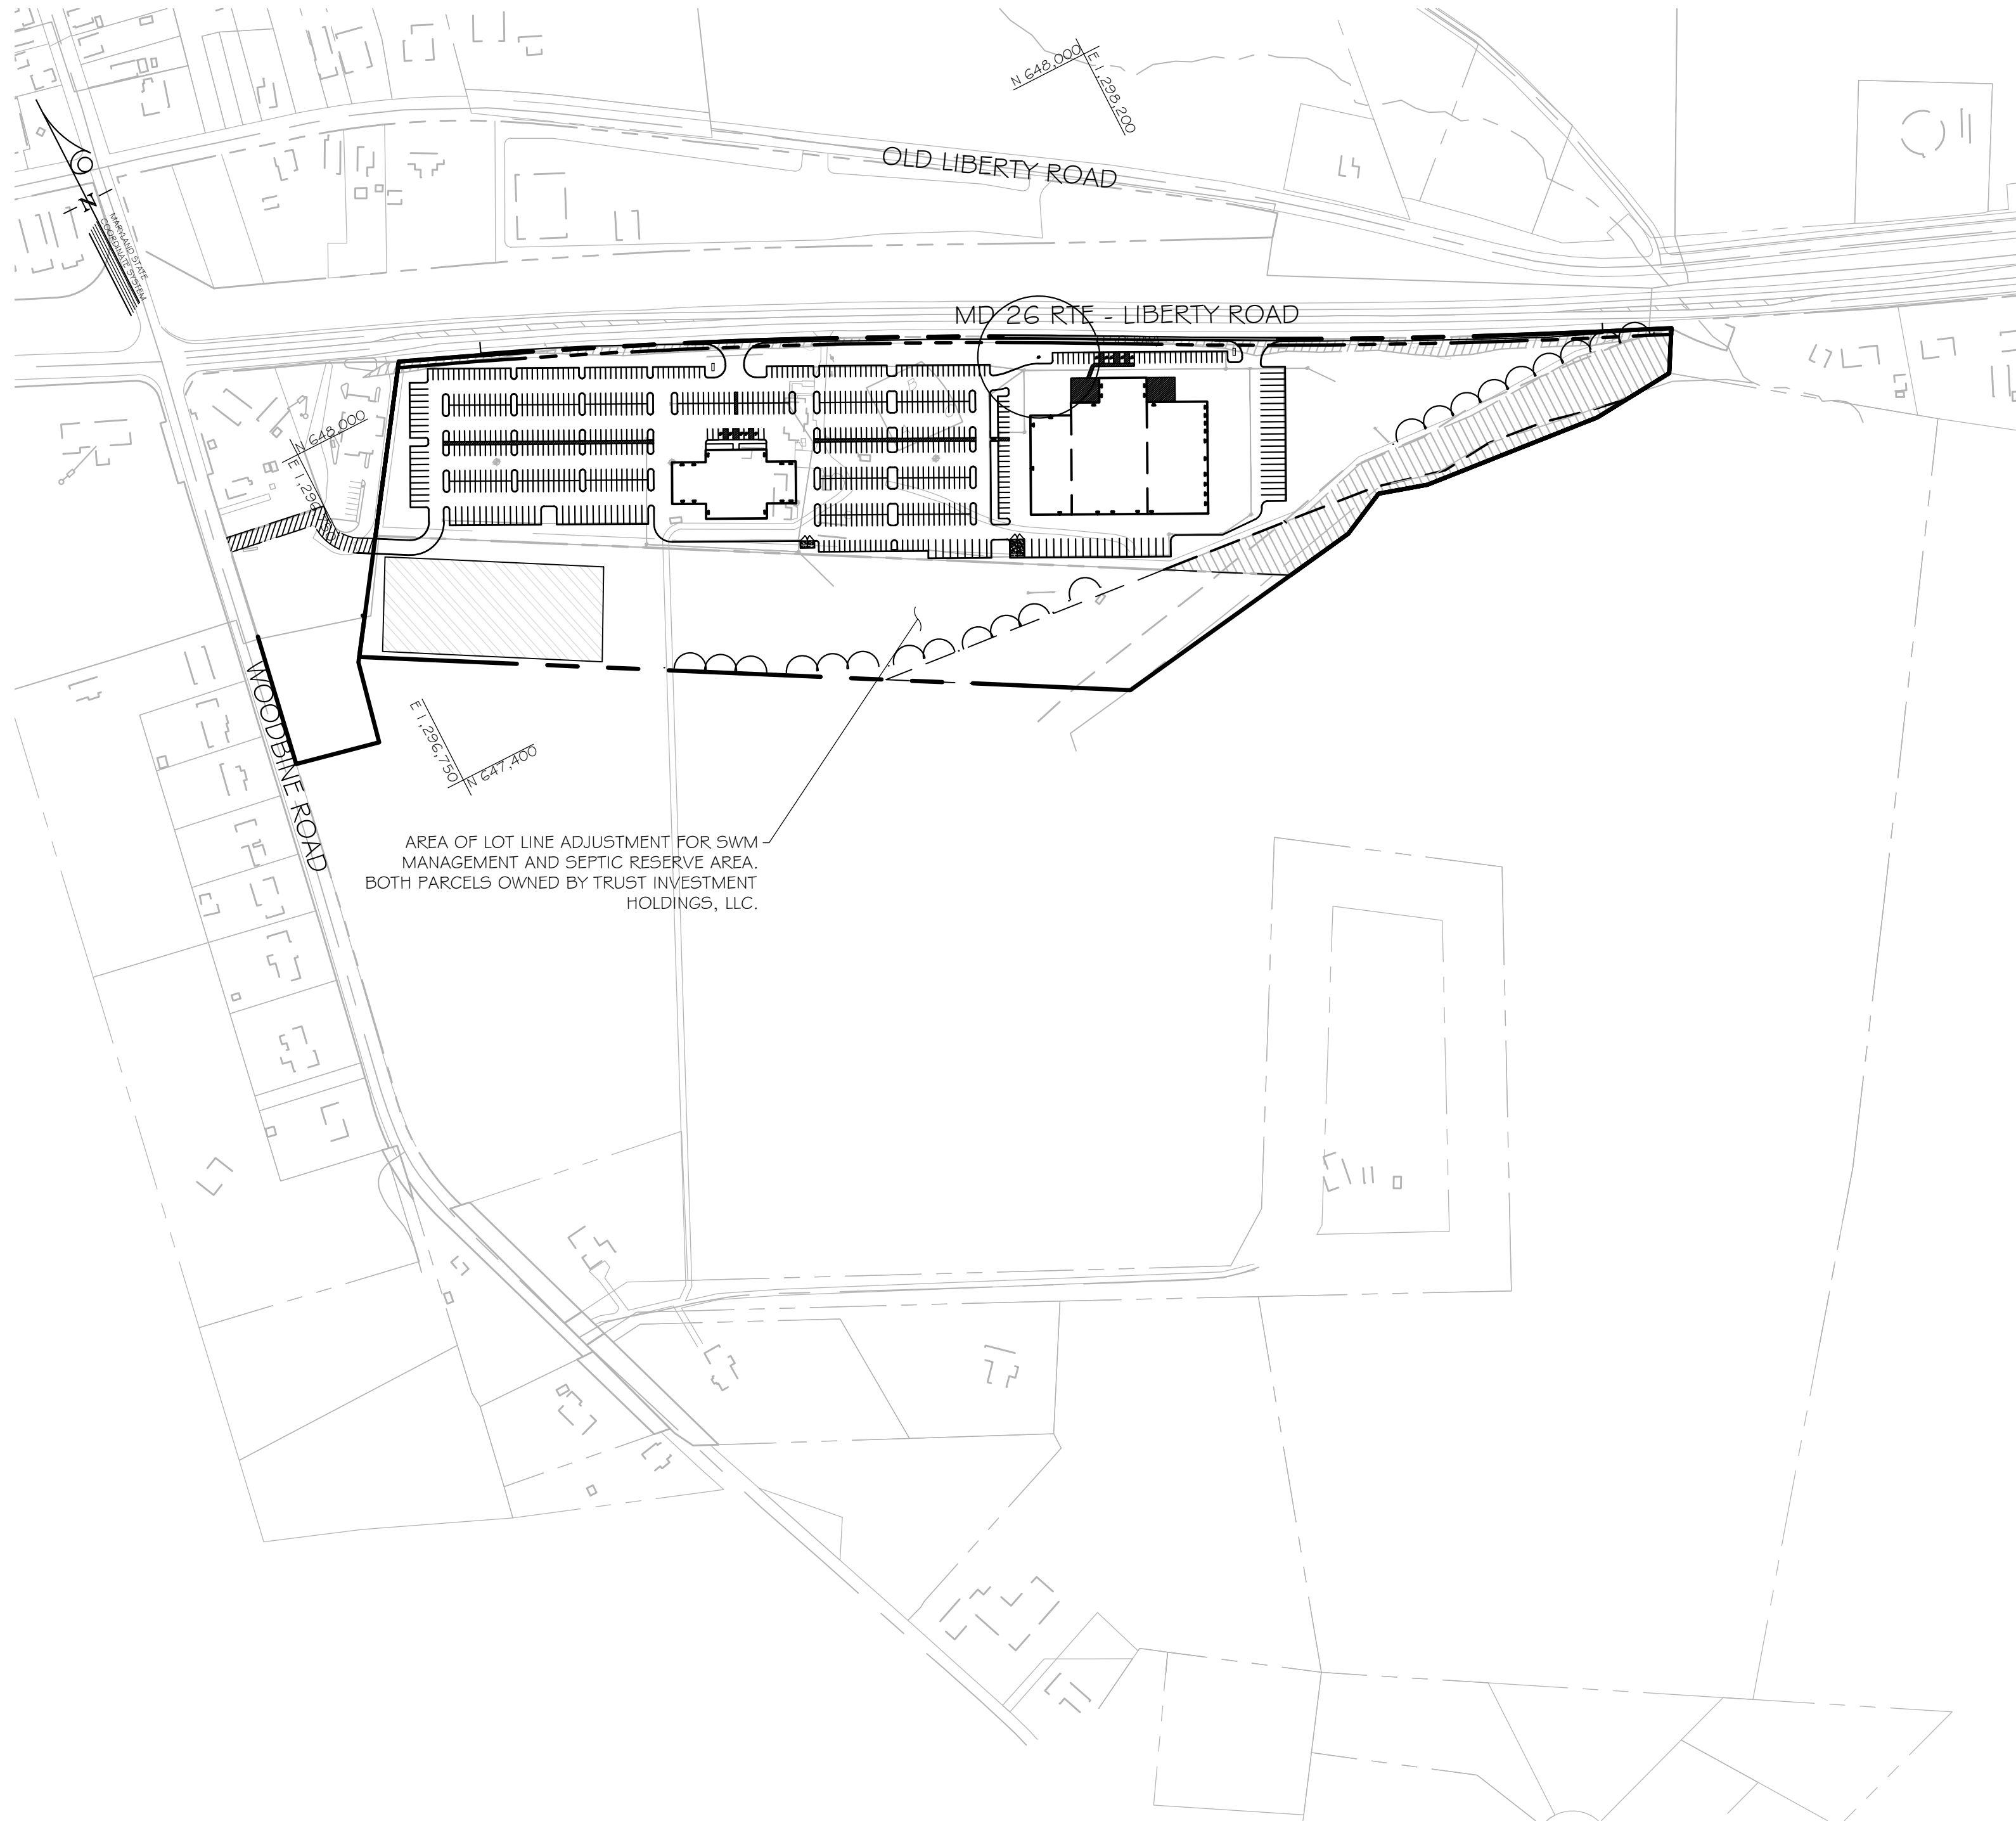 N 648,000
E 1,298,200
OLD LIBERTY ROAD
N
MARYLAND STATE
COORDINATE SYSTEM
MD 26 RTE - LIBERTY ROAD
N 648,000
WOODBINE ROAD
E 1,296,750
N 647,400
AREA OF LOT LINE ADJUSTMENT FOR SWM
MANAGEMENT AND SEPTIC RESERVE AREA.
BOTH PARCELS OWNED BY TRUST INVESTMENT
HOLDINGS, LLC.